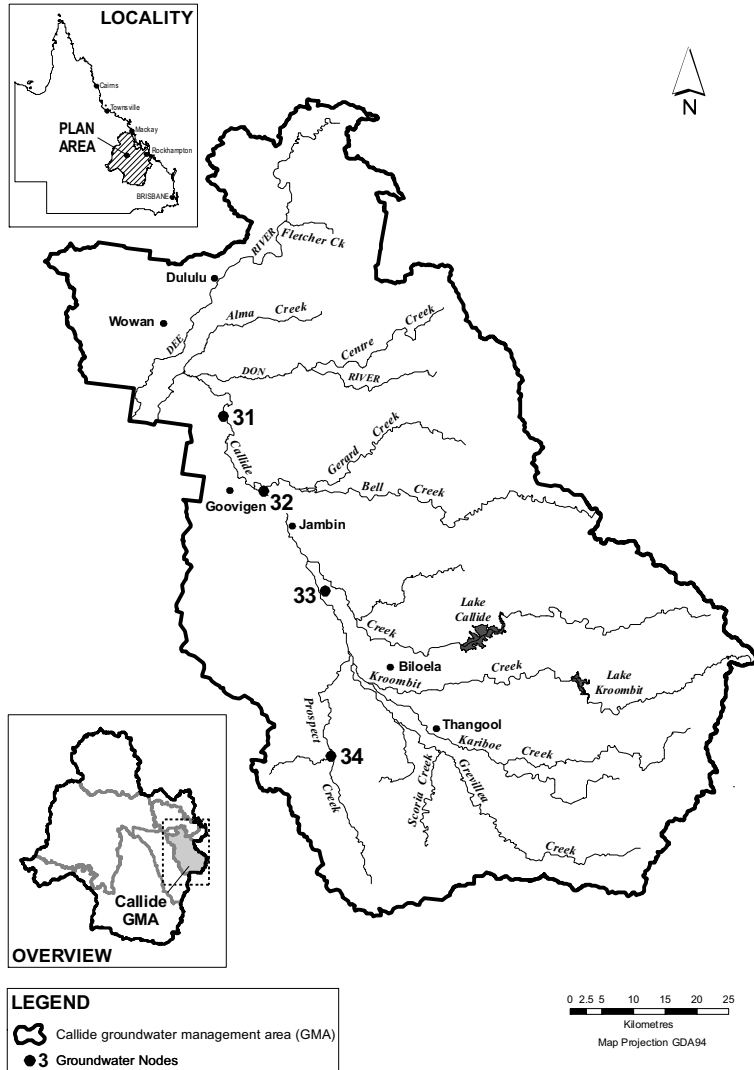 LOCALITY
Cairns
Townsville
Mackay
PLAN
AREA
Rockhampton
BRISBANE
N
RIVER
Fletcher Ck
Dululu
Wowan
Alma Creek
DEE
Centre Creek
DON RIVER
31
Callide
Gerard Creek
32
Goovigen
Bell Creek
Jambin
33
Lake
Callide
Creek
Biloela
Kroombit Creek
Lake
Kroombit
Prospect
Creek
Thangool
34
Kariboe Creek
Scoria Creek
Grevillea
Creek
Callide
GMA
OVERVIEW
LEGEND
Callide groundwater management area (GMA)
3 Groundwater Nodes
0 2.5 5 10 15 20 25
Kilometres
Map Projection GDA94